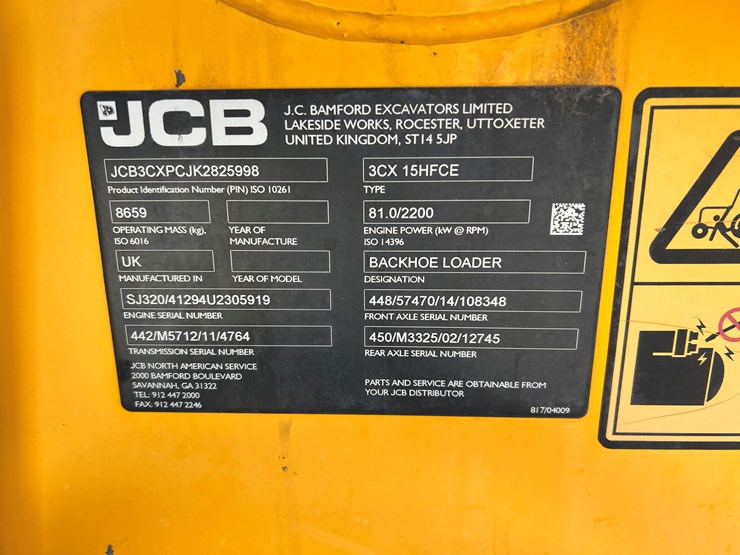 JCB
J.C. BAMFORD EXCAVATORS LIMITED
LAKESIDE WORKS, ROCESTER, UTTOXETER
UNITED KINGDOM, ST14 5JP
JCB3CXPCJK2825998
Product Identification Number (PIN) ISO 10261
3CX 15HFCE
TYPE
8659
OPERATING MASS (kg),
ISO 6016
YEAR OF
MANUFACTURE
81.0/2200
ENGINE POWER (kW @ RPM)
ISO 14396
UK
MANUFACTURED IN
YEAR OF MODEL
BACKHOE LOADER
DESIGNATION
SJ320/41294U2305919
ENGINE SERIAL NUMBER
448/57470/14/108348
FRONT AXLE SERIAL NUMBER
442/M5712/11/4764
TRANSMISSION SERIAL NUMBER
450/M3325/02/12745
REAR AXLE SERIAL NUMBER
JCB NORTH AMERICAN SERVICE
2000 BAMFORD BOULEVARD
SAVANNAH, GA 31322
TEL: 912 447 2000
FAX: 912 447 2246
PARTS AND SERVICE ARE OBTAINABLE FROM
YOUR JCB DISTRIBUTOR
817/04009